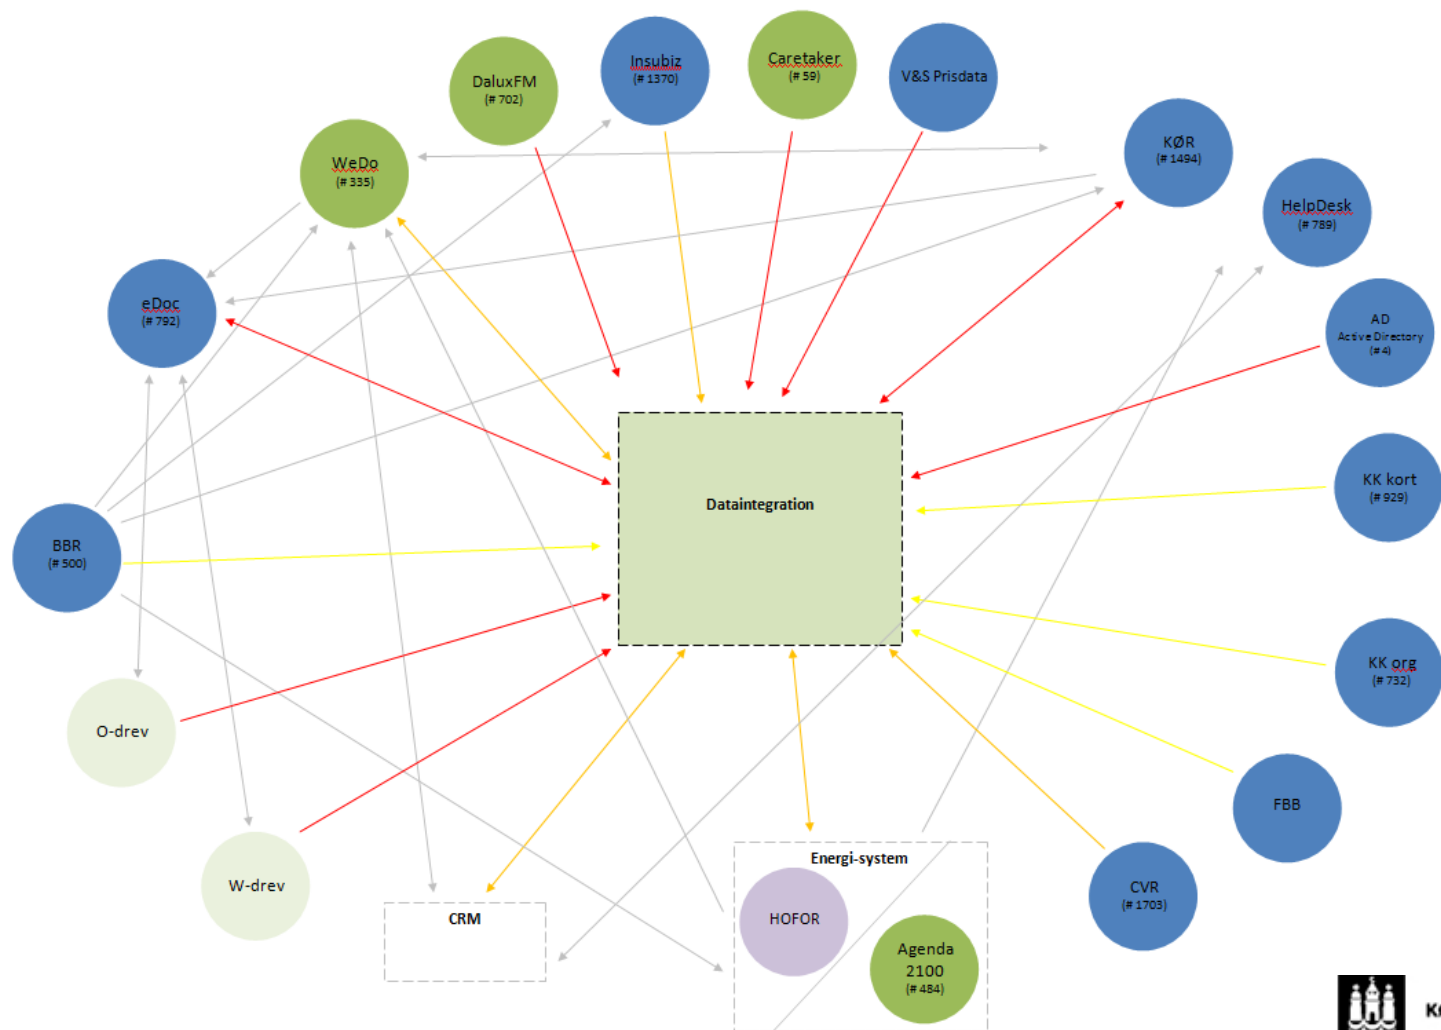 Insubiz
(# 1370)
Caretaker
(# 59)
V&S Prisdata
DaluxFM
(# 702)
KØR
(# 1494)
WeDo
(# 335)
HelpDesk
(# 789)
eDoc
(# 792)
AD
Active Directory
(# 4)
KK kort
(# 929)
Dataintegration
BBR
(# 500)
KK org
(# 732)
O-drev
FBB
Energi-system
W-drev
CVR
(# 1703)
CRM
HOFOR
Agenda
2100
(# 484)